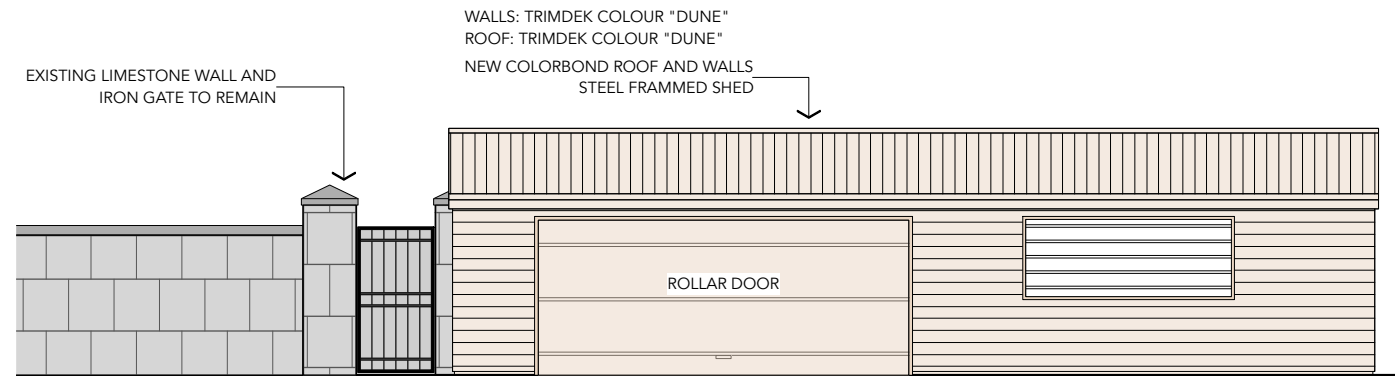 WALLS: TRIMDEK COLOUR "DUNE"
ROOF: TRIMDEK COLOUR "DUNE"
NEW COLORBOND ROOF AND WALLS
STEEL FRAMMED SHED
EXISTING LIMESTONE WALL AND
IRON GATE TO REMAIN
ROLLAR DOOR